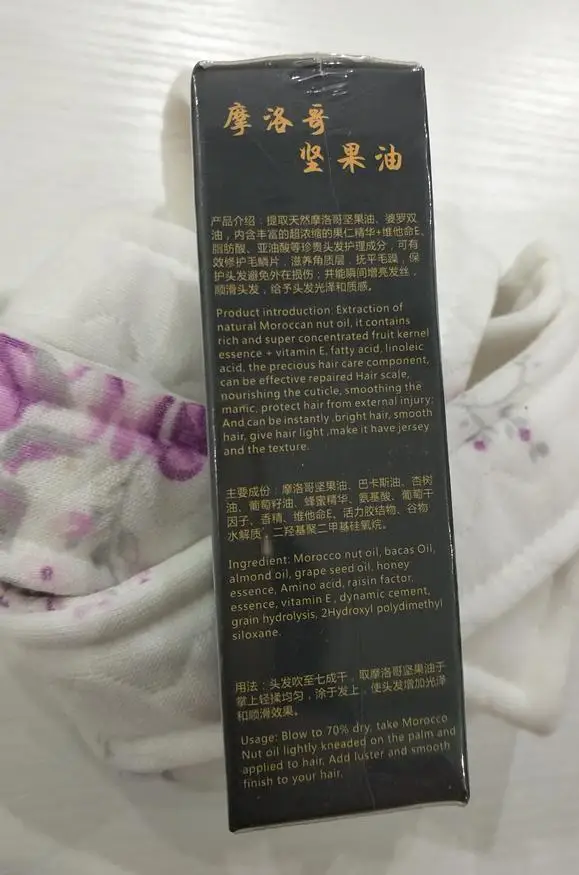 摩洛哥
坚果油
产品介绍：提取天然摩洛哥坚果油、婆罗双
油，内含丰富的超浓缩的果仁精华+维他命E、
脂肪酸、亚油酸等珍贵头发护理成分，可有
效修护毛鳞片，滋养角质层，抚平毛躁，保
护头发避免外在损伤；并能瞬间增亮发丝，
顺滑头发，给予头发光泽和质感。
Product introduction: Extraction of
natural Moroccan nut oil, it contains
rich and super concentrated fruit kernel
essence + vitamin E, fatty acid, linoleic
acid, the precious hair care component,
can be effective repaired Hair scale,
nourishing the cuticle, smoothing the
manic, protect hair from external injury;
And can be instantly ,bright hair, smooth
hair, give hair light ,make it have jersey
and the texture.
主要成份：摩洛哥坚果油、巴卡斯油、杏树
油、葡萄籽油、蜂蜜精华、氨基酸、葡萄干
因子、香精、维他命E、活力胶结物、谷物
水解质，二羟基聚二甲基硅氧烷。
Ingredient: Morocco nut oil, bacas Oil,
almond oil, grape seed oil, honey
essence, Amino acid, raisin factor,
essence, vitamin E , dynamic cement,
grain hydrolysis, 2Hydroxyl polydimethyl
siloxane.
用法：头发吹至七成干，取摩洛哥坚果油于
掌上轻揉均匀，涂于发上，使头发增加光泽
和顺滑效果。
Usage: Blow to 70% dry, take Morocco
Nut oil lightly kneaded on the palm and
applied to hair, Add luster and smooth
finish to your hair.